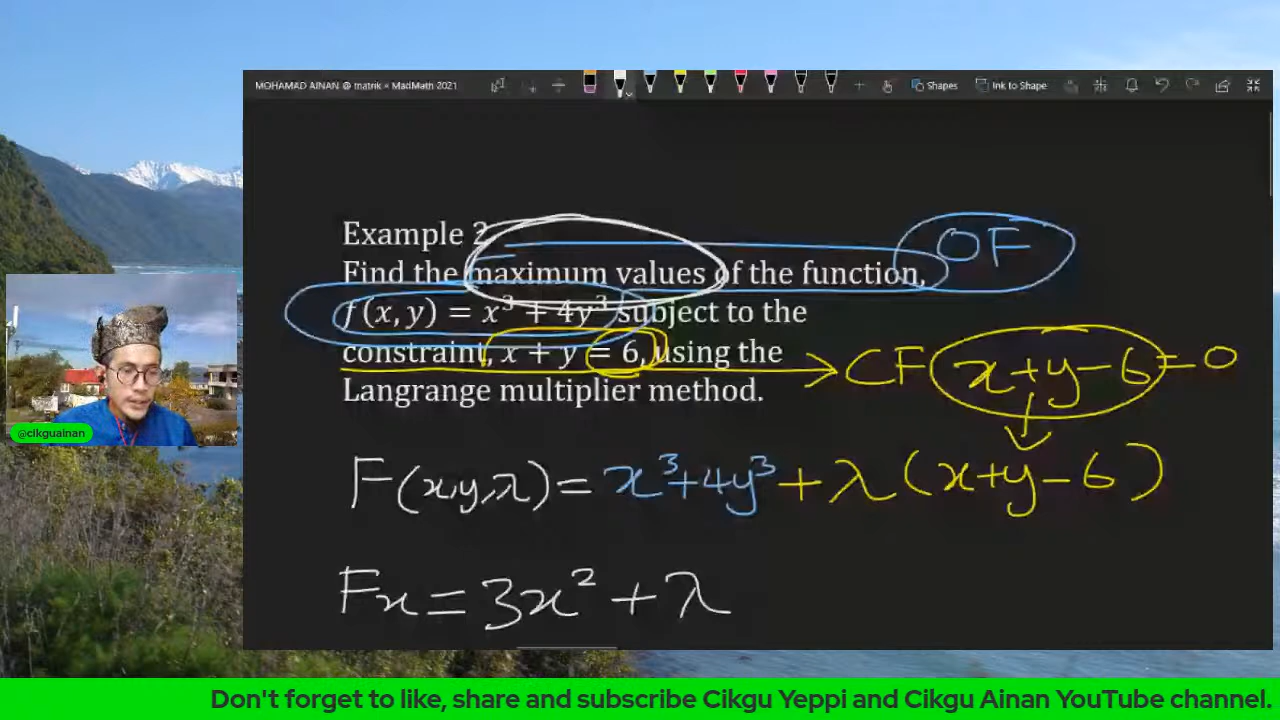 MOHAMAD AINAN @ matrik × MadMath 2021
Shapes
Ink to Shape
Example 2
Find the maximum values of the function,
OF
f(x, y) = x³ + 4y³ subject to the
constraint, x + y = 6, using the
CF x+y-6=0
Langrange multiplier method.
F(x,y,λ)= x³+4y³ + λ(x+y-6)
Fx = 3x² + λ
@cikguainan
Don't forget to like, share and subscribe Cikgu Yeppi and Cikgu Ainan YouTube channel.